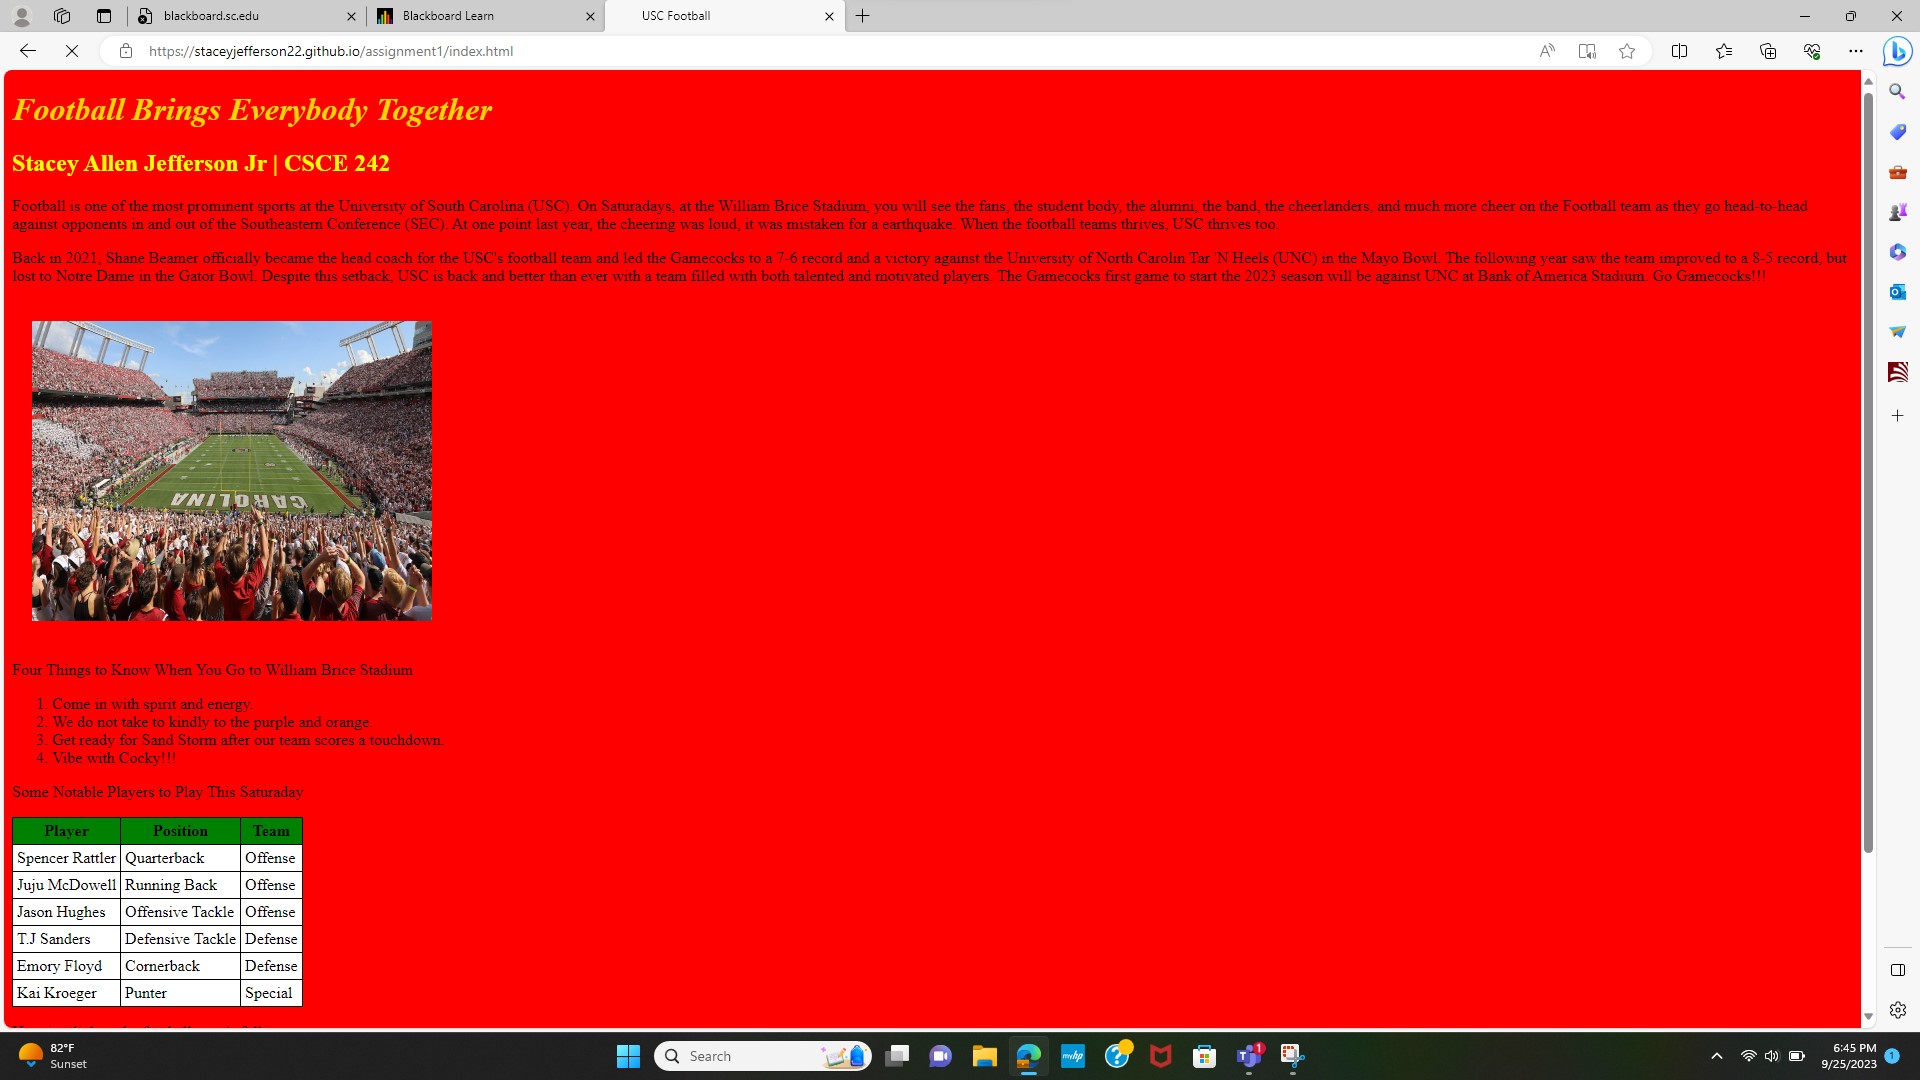 blackboard.sc.edu
Blackboard Learn
USC Football
https://staceyjefferson22.github.io/assignment1/index.html
Football Brings Everybody Together
Stacey Allen Jefferson Jr | CSCE 242
Football is one of the most prominent sports at the University of South Carolina (USC). On Saturadays, at the William Brice Stadium, you will see the fans, the student body, the alumni, the band, the cheerlanders, and much more cheer on the Football team as they go head-to-head
against opponents in and out of the Southeastern Conference (SEC). At one point last year, the cheering was loud, it was mistaken for a earthquake. When the football teams thrives, USC thrives too.
Back in 2021, Shane Beamer officially became the head coach for the USC's football team and led the Gamecocks to a 7-6 record and a victory against the University of North Carolin Tar 'N Heels (UNC) in the Mayo Bowl. The following year saw the team improved to a 8-5 record, but
lost to Notre Dame in the Gator Bowl. Despite this setback, USC is back and better than ever with a team filled with both talented and motivated players. The Gamecocks first game to start the 2023 season will be against UNC at Bank of America Stadium. Go Gamecocks!!!
CAROLINA
Four Things to Know When You Go to William Brice Stadium
1. Come in with spirit and energy.
2. We do not take to kindly to the purple and orange.
3. Get ready for Sand Storm after our team scores a touchdown.
4. Vibe with Cocky!!!
Some Notable Players to Play This Saturaday
Player Position Team
Spencer Rattler Quarterback Offense
Juju McDowell Running Back Offense
Jason Hughes Offensive Tackle Offense
T.J Sanders Defensive Tackle Defense
Emory Floyd Cornerback Defense
Kai Kroeger Punter Special
82°F
Sunset
Search
myhp
1
6:45 PM
9/25/2023
1